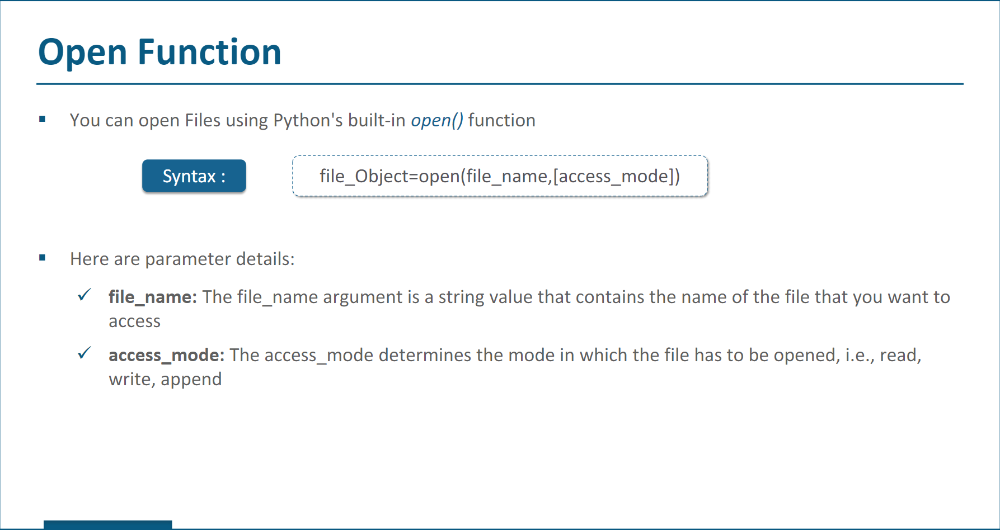 Open Function
You can open Files using Python's built-in open() function
Syntax :
file_Object=open(file_name,[access_mode])
Here are parameter details:
file_name: The file_name argument is a string value that contains the name of the file that you want to
access
access_mode: The access_mode determines the mode in which the file has to be opened, i.e., read,
write, append